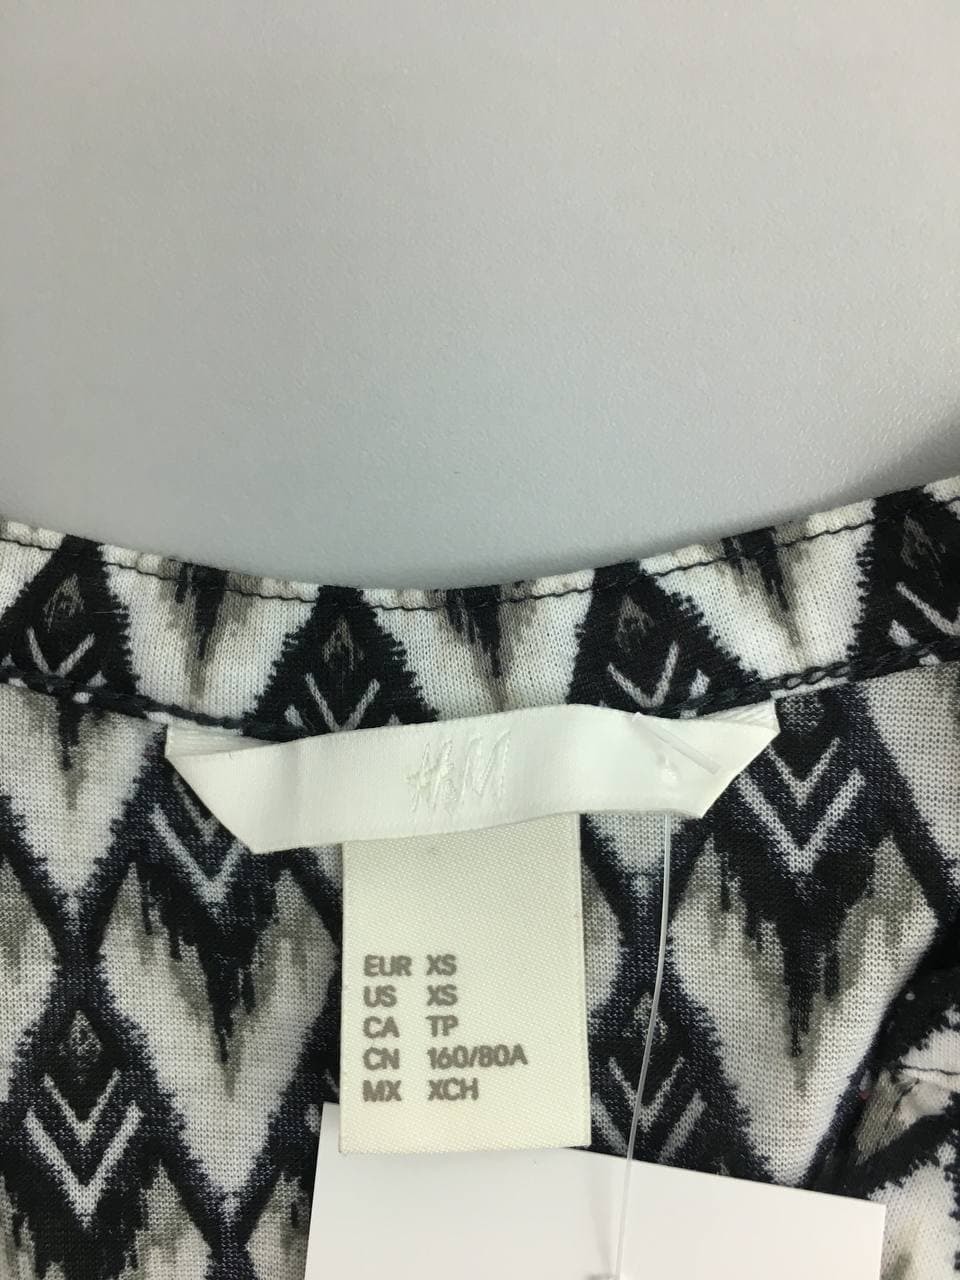 H&M
EUR XS
US XS
CA TP
CN 160/80A
MX XCH